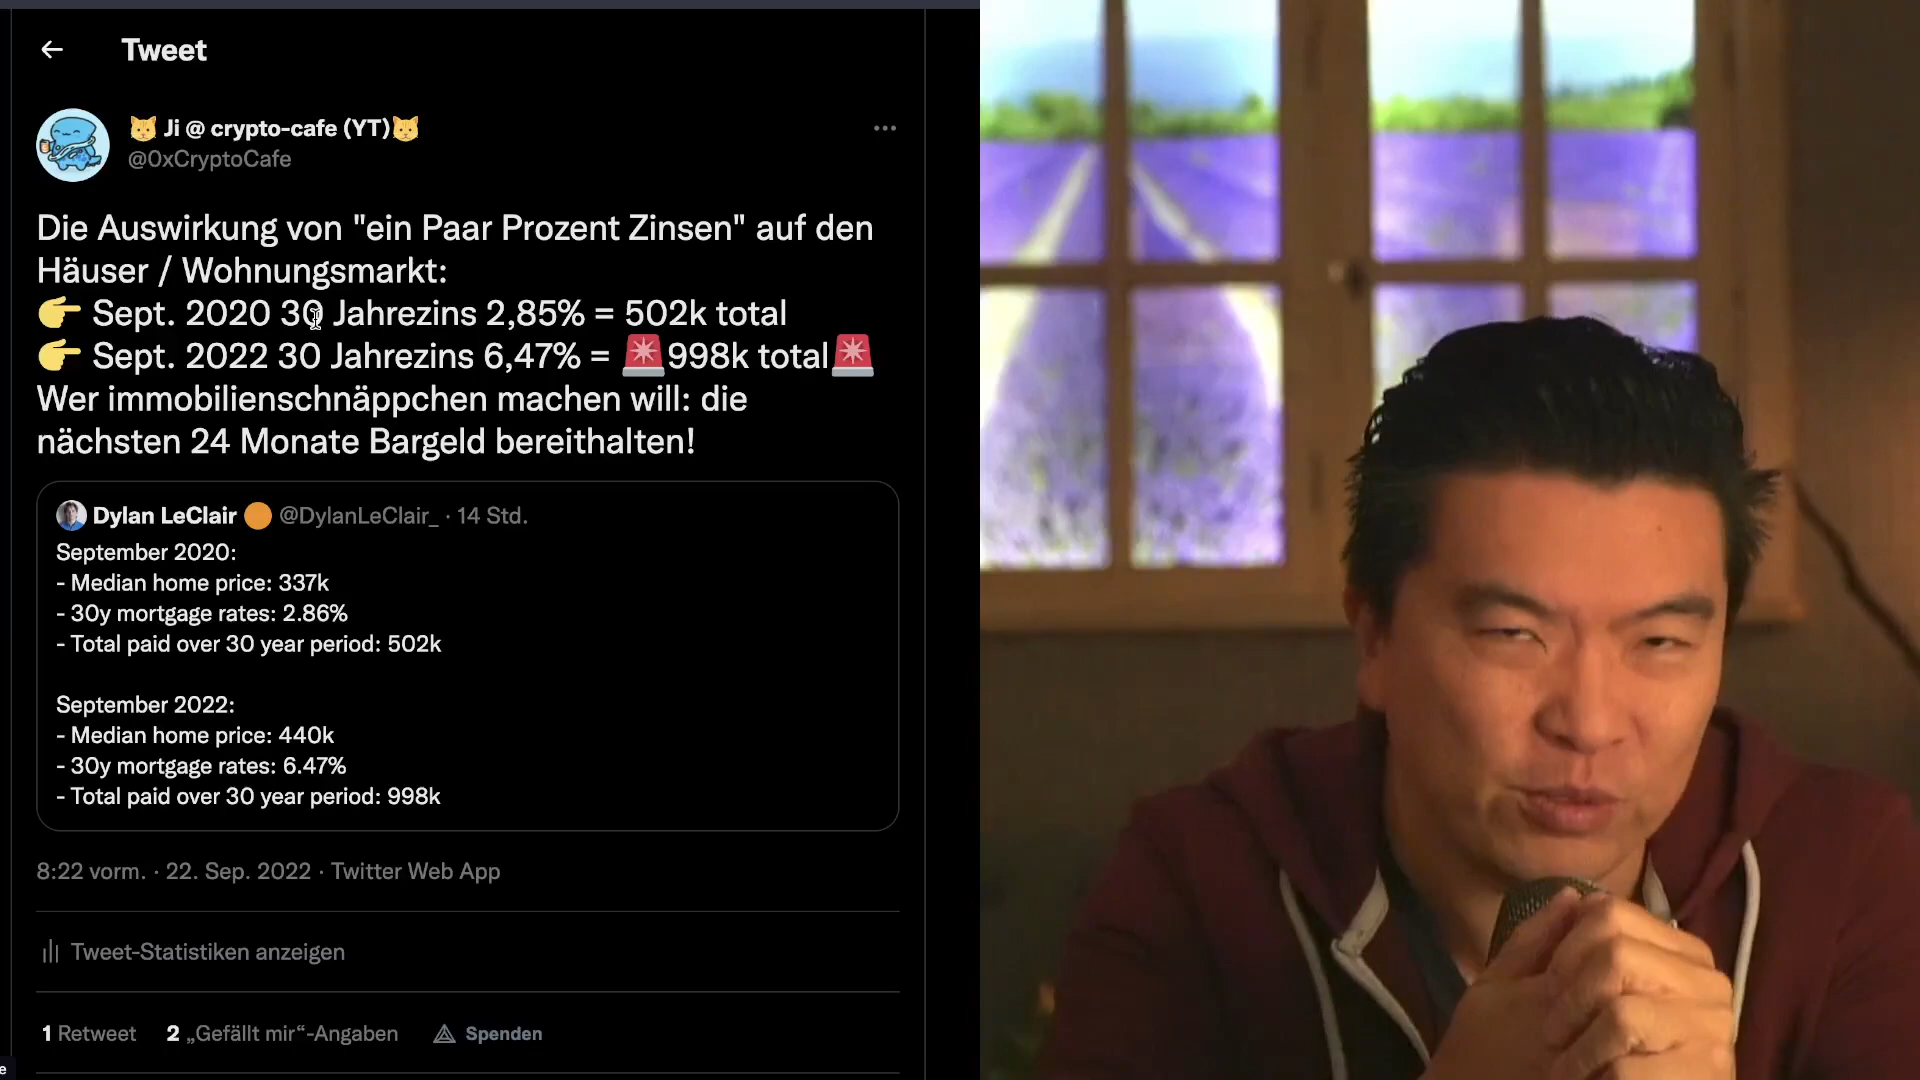 Tweet
🐱 Ji @ crypto-cafe (YT)🐱
@0xCryptoCafe
Die Auswirkung von "ein Paar Prozent Zinsen" auf den
Häuser / Wohnungsmarkt:
👉 Sept. 2020 30 Jahrezins 2,85% = 502k total
👉 Sept. 2022 30 Jahrezins 6,47% = 🚨998k total🚨
Wer immobilienschnäppchen machen will: die
nächsten 24 Monate Bargeld bereithalten!
Dylan LeClair 🟠 @DylanLeClair_ · 14 Std.
September 2020:
- Median home price: 337k
- 30y mortgage rates: 2.86%
- Total paid over 30 year period: 502k
September 2022:
- Median home price: 440k
- 30y mortgage rates: 6.47%
- Total paid over 30 year period: 998k
8:22 vorm. · 22. Sep. 2022 · Twitter Web App
Tweet-Statistiken anzeigen
1 Retweet 2 „Gefällt mir“-Angaben Spenden
e